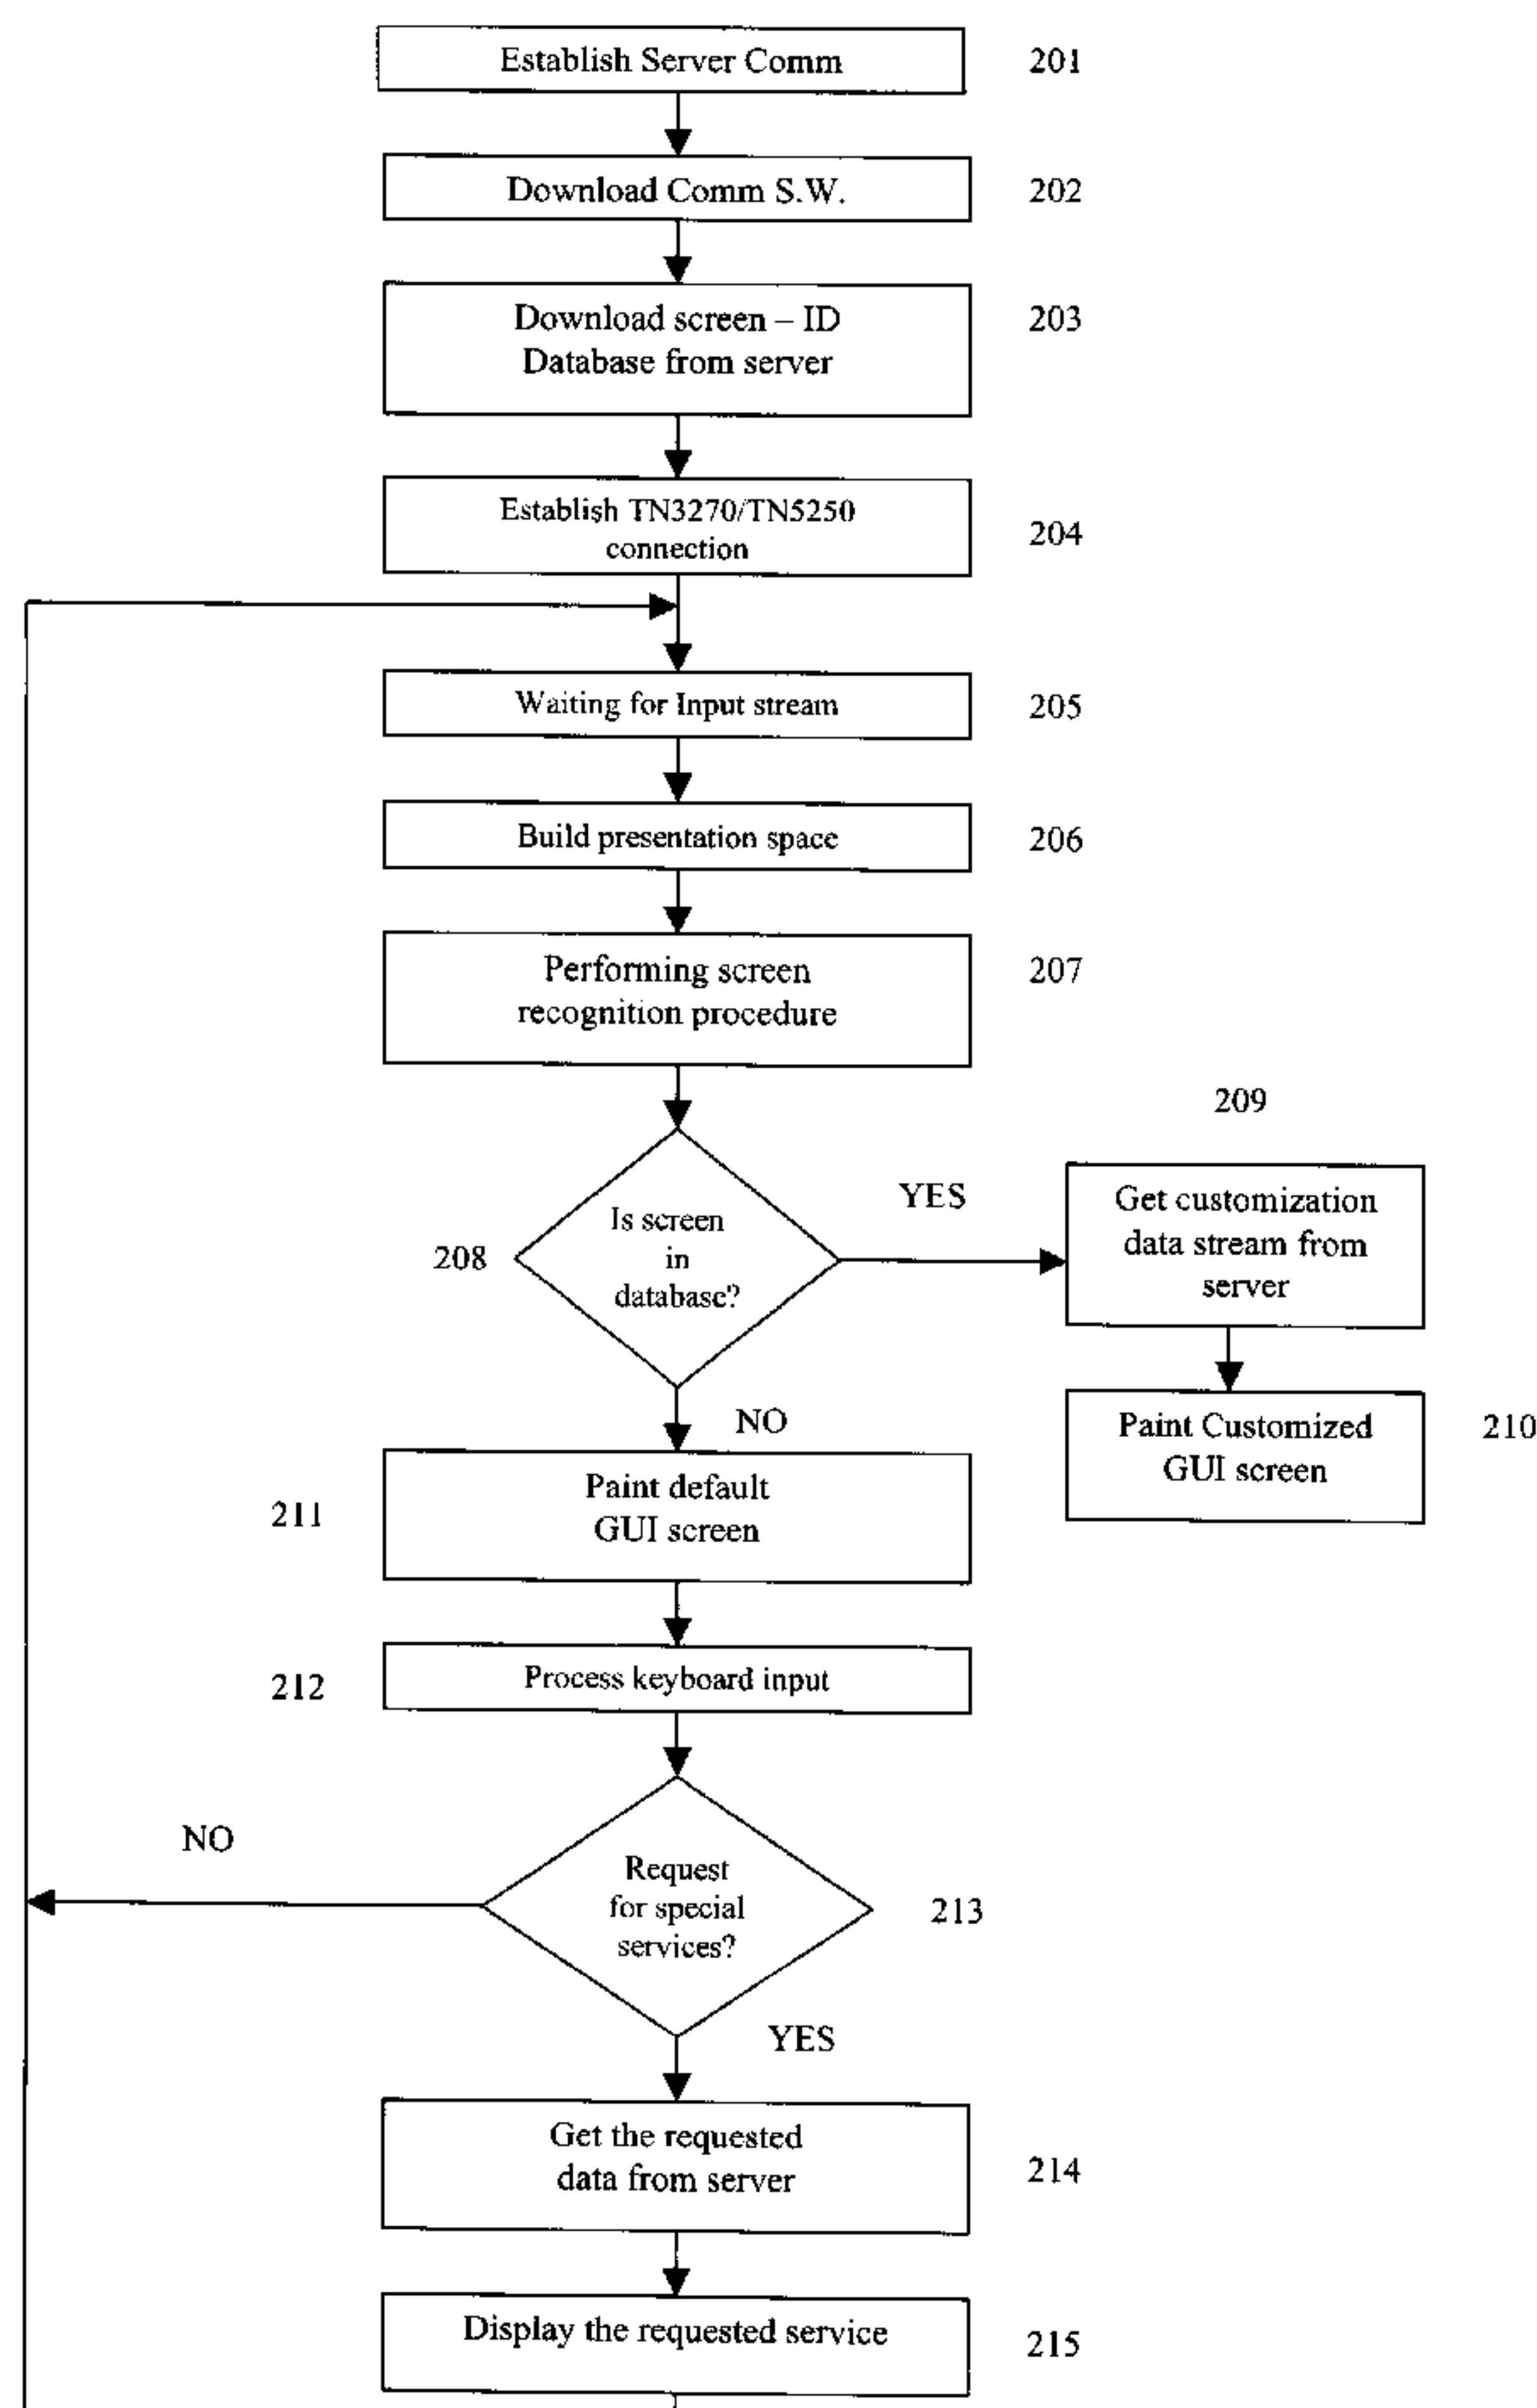 Establish Server Comm
201
Download Comm S.W.
202
Download screen – ID
Database from server
203
Establish TN3270/TN5250
connection
204
Waiting for Input stream
205
Build presentation space
206
Performing screen
recognition procedure
207
208
Is screen
in
database?
YES
209
Get customization
data stream from
server
Paint Customized
GUI screen
210
NO
211
Paint default
GUI screen
212
Process keyboard input
NO
Request
for special
services?
213
YES
Get the requested
data from server
214
Display the requested service
215